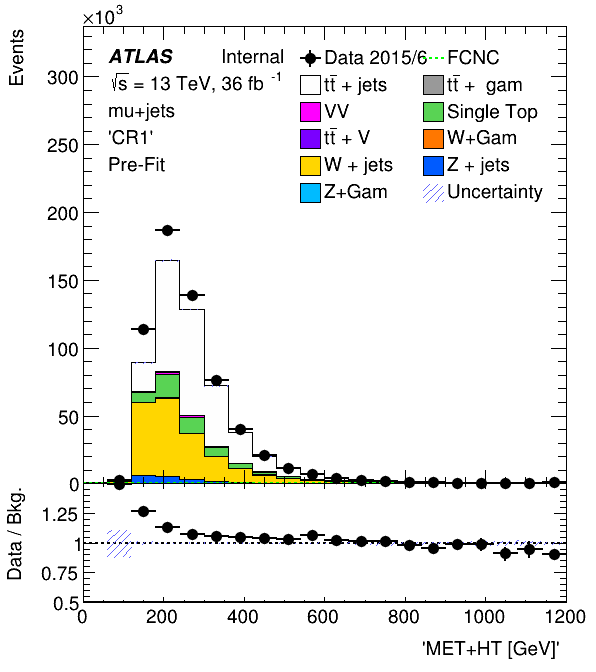 ×10³
Events
ATLAS Internal
√s = 13 TeV, 36 fb⁻¹
mu+jets
'CR1'
Pre-Fit
Data 2015/6 FCNC
tt̄ + jets tt̄ + gam
VV Single Top
tt̄ + V W+Gam
W + jets Z + jets
Z+Gam Uncertainty
300
250
200
150
100
50
0
Data / Bkg.
1.25
1
0.75
0.5
0 200 400 600 800 1000 1200
'MET+HT [GeV]'